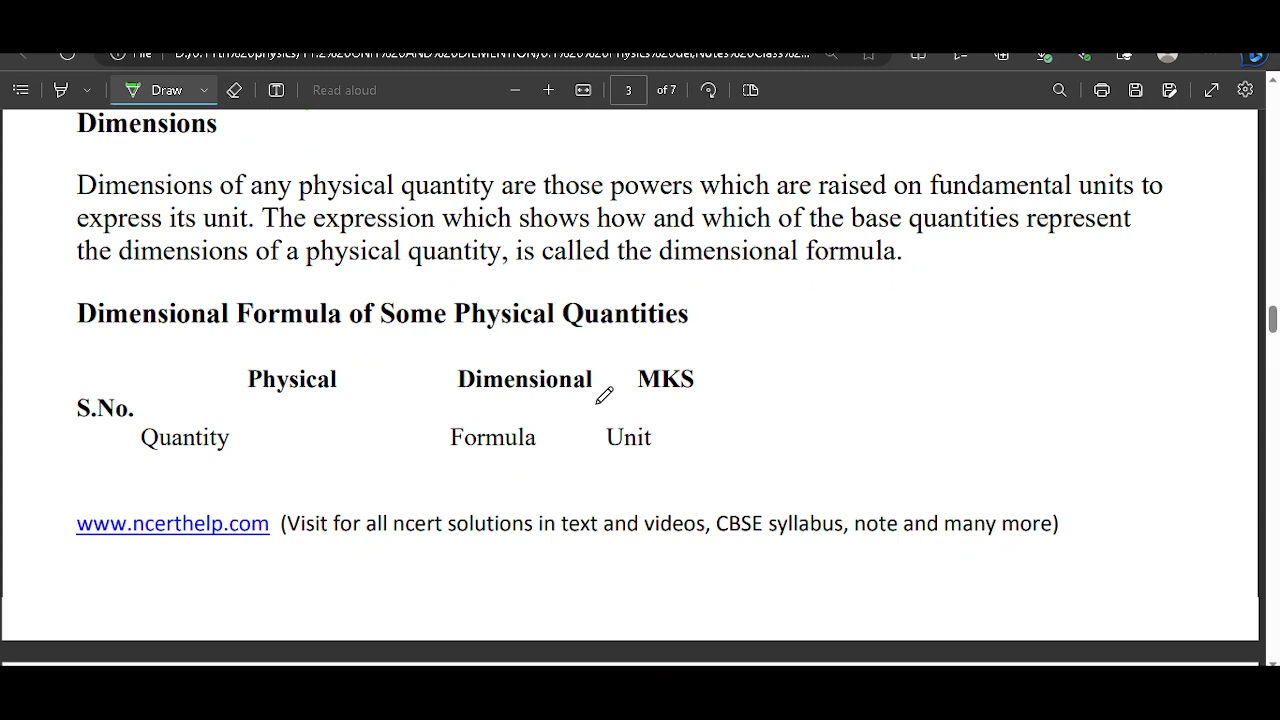 Draw
Read aloud
3 of 7
Dimensions
Dimensions of any physical quantity are those powers which are raised on fundamental units to
express its unit. The expression which shows how and which of the base quantities represent
the dimensions of a physical quantity, is called the dimensional formula.
Dimensional Formula of Some Physical Quantities
Physical Dimensional MKS
S.No.
Quantity Formula Unit
www.ncerthelp.com (Visit for all ncert solutions in text and videos, CBSE syllabus, note and many more)